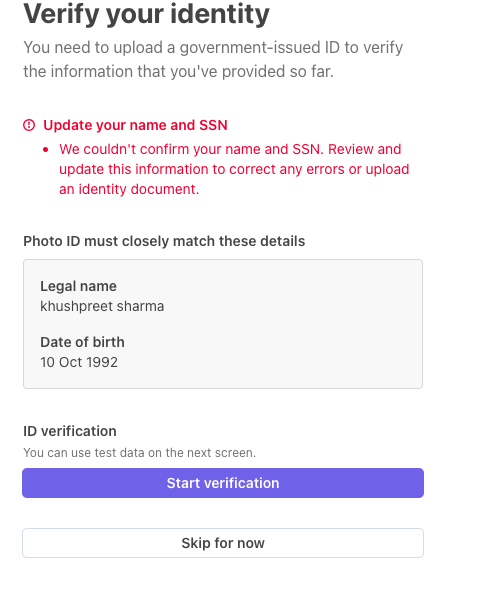 Verify your identity
You need to upload a government-issued ID to verify
the information that you've provided so far.
Update your name and SSN
• We couldn't confirm your name and SSN. Review and
update this information to correct any errors or upload
an identity document.
Photo ID must closely match these details
Legal name
khushpreet sharma
Date of birth
10 Oct 1992
ID verification
You can use test data on the next screen.
Start verification
Skip for now